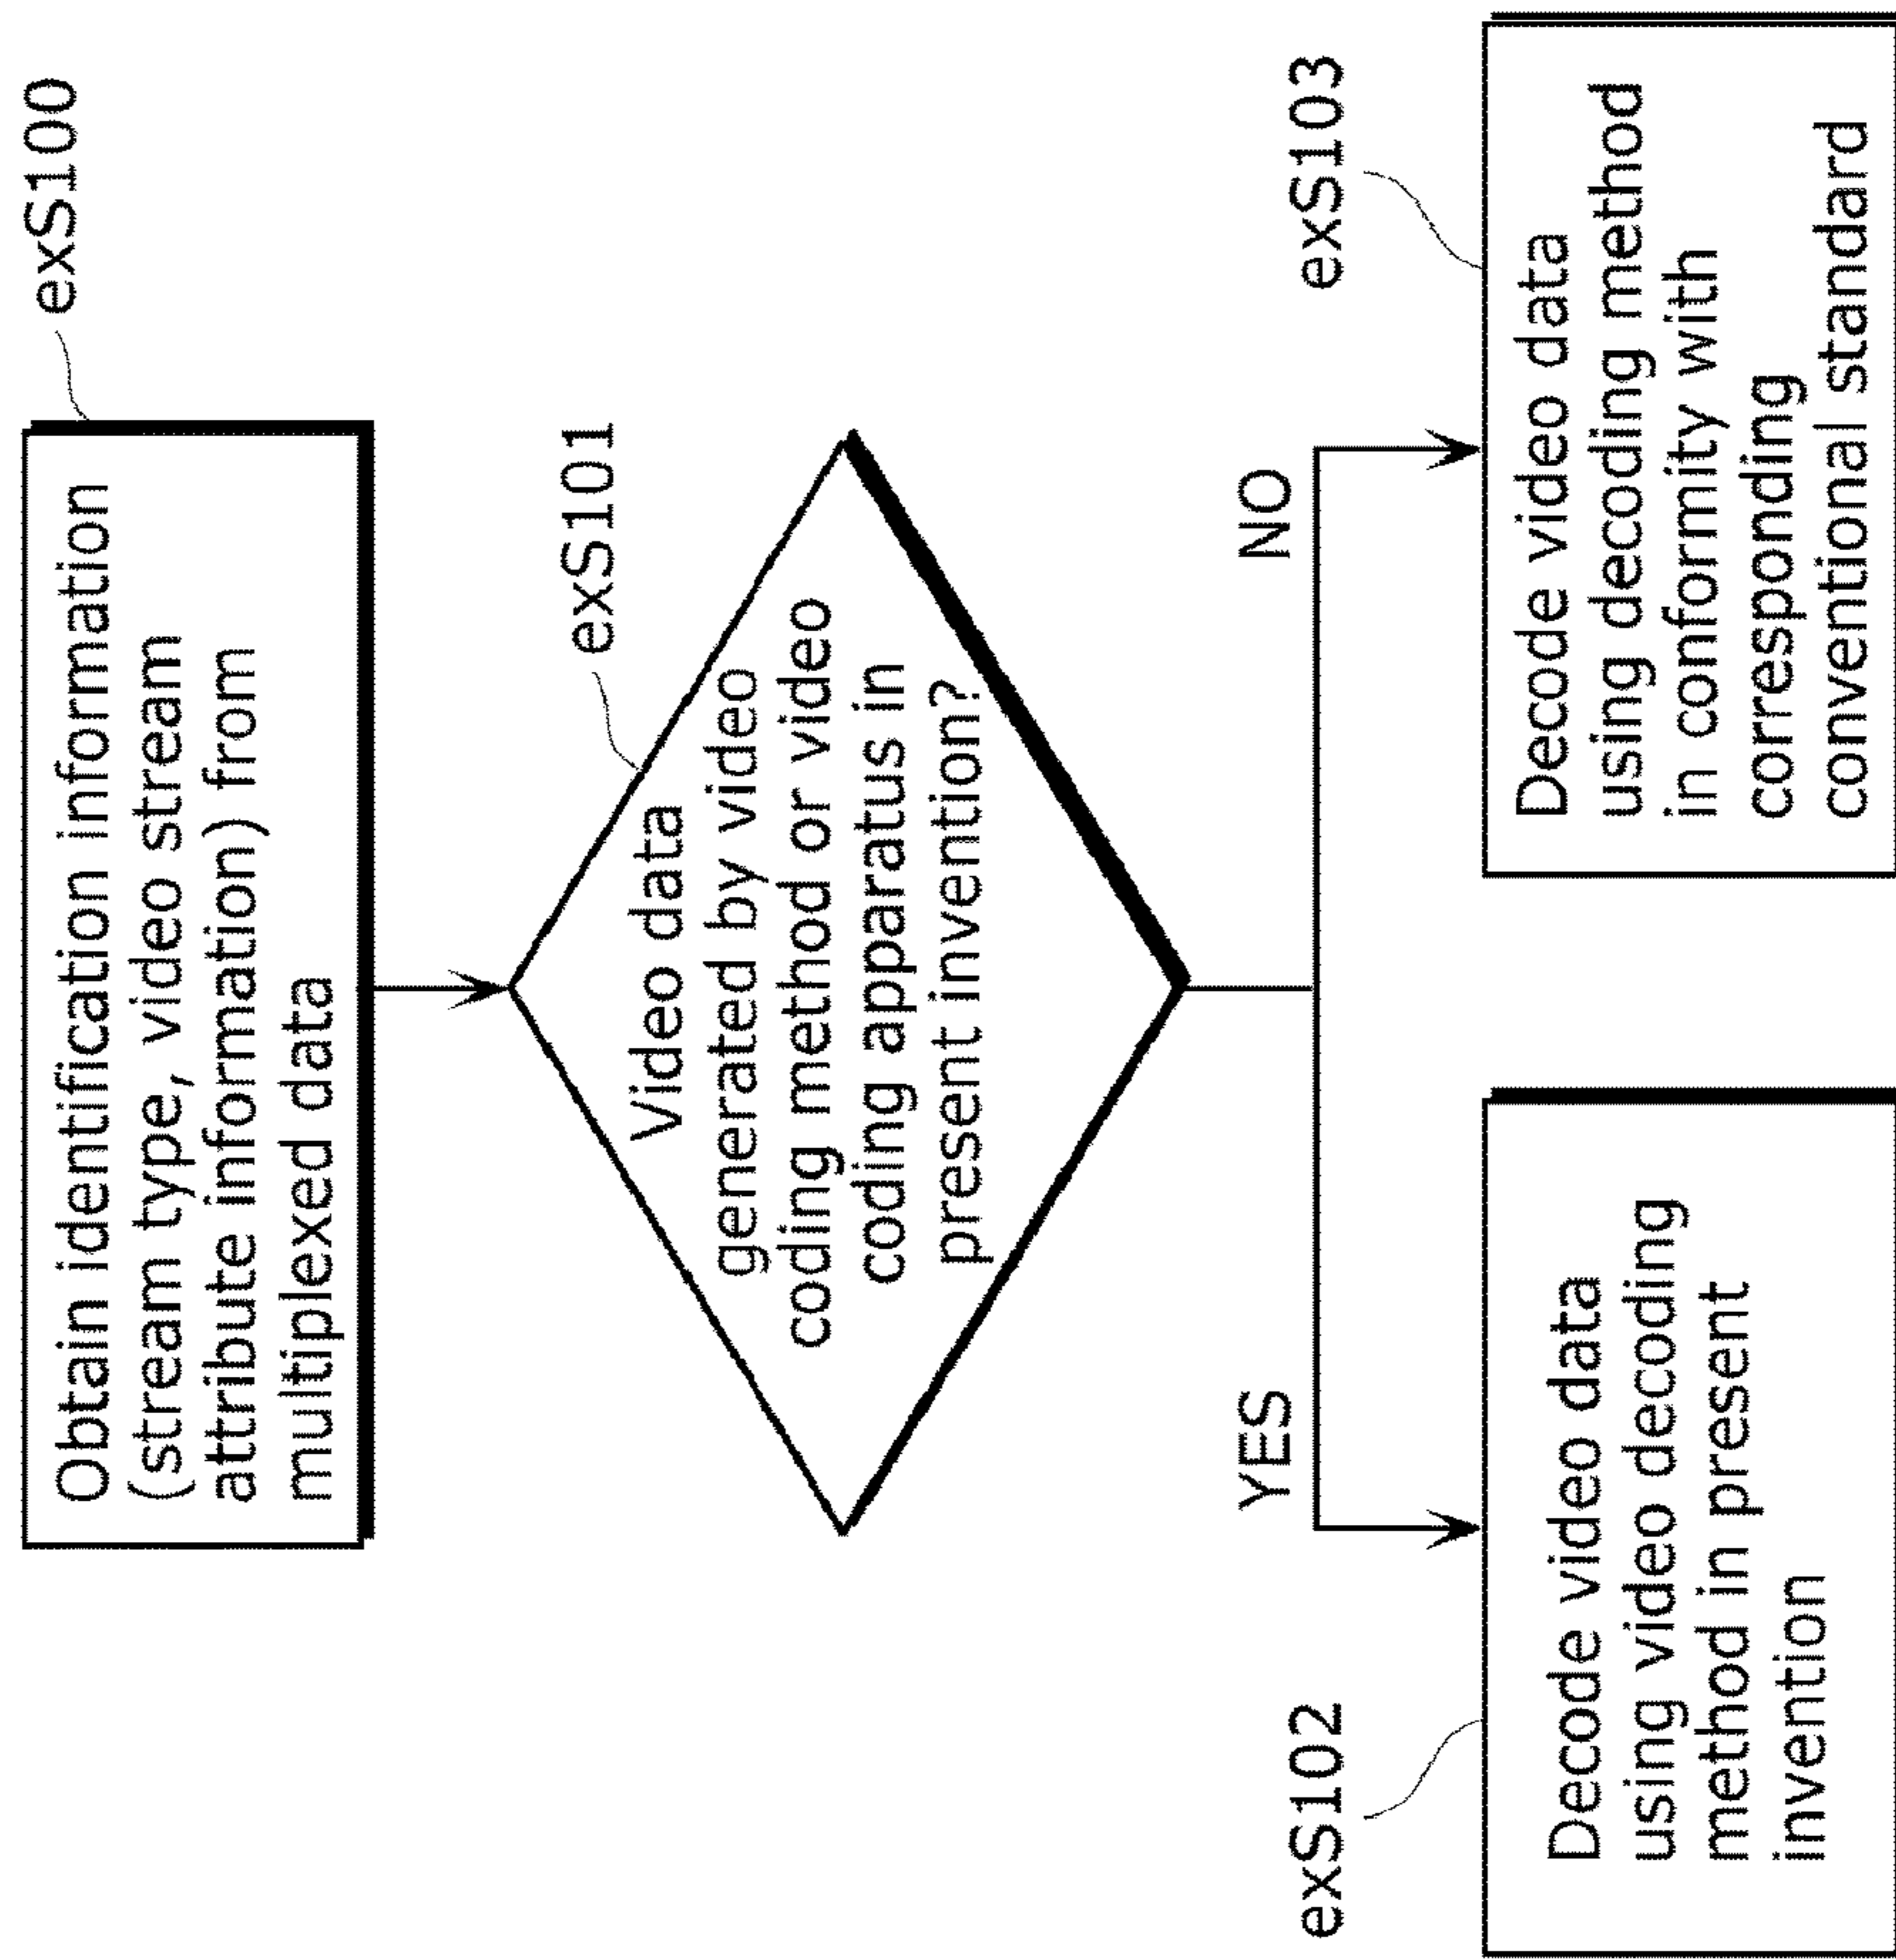 exS100
Obtain identification information
(stream type, video stream
attribute information) from
multiplexed data
exS101
Video data
generated by video
coding method or video
coding apparatus in
present invention?
YES
NO
exS102
Decode video data
using video decoding
method in present
invention
exS103
Decode video data
using decoding method
in conformity with
corresponding
conventional standard